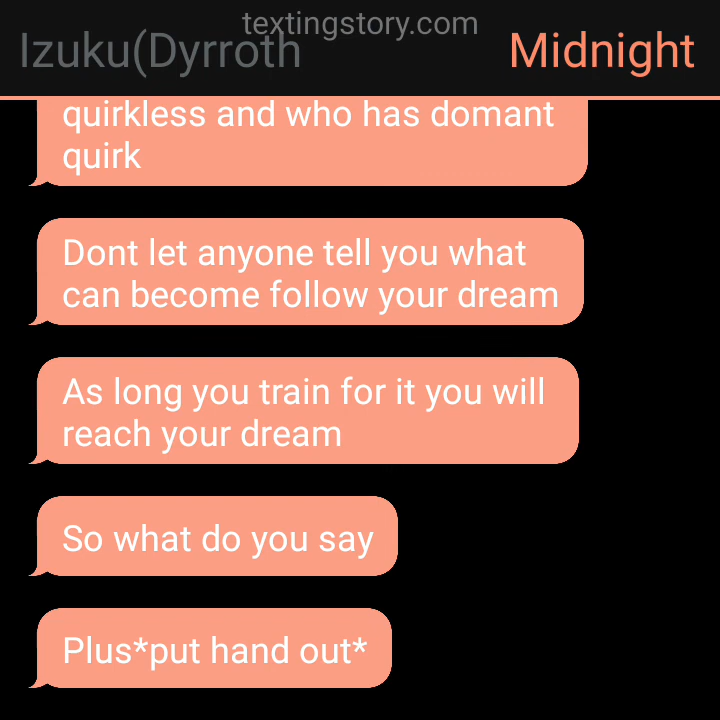 textingstory.com
Izuku(Dyrroth
Midnight
quirkless and who has domant
quirk
Dont let anyone tell you what
can become follow your dream
As long you train for it you will
reach your dream
So what do you say
Plus*put hand out*